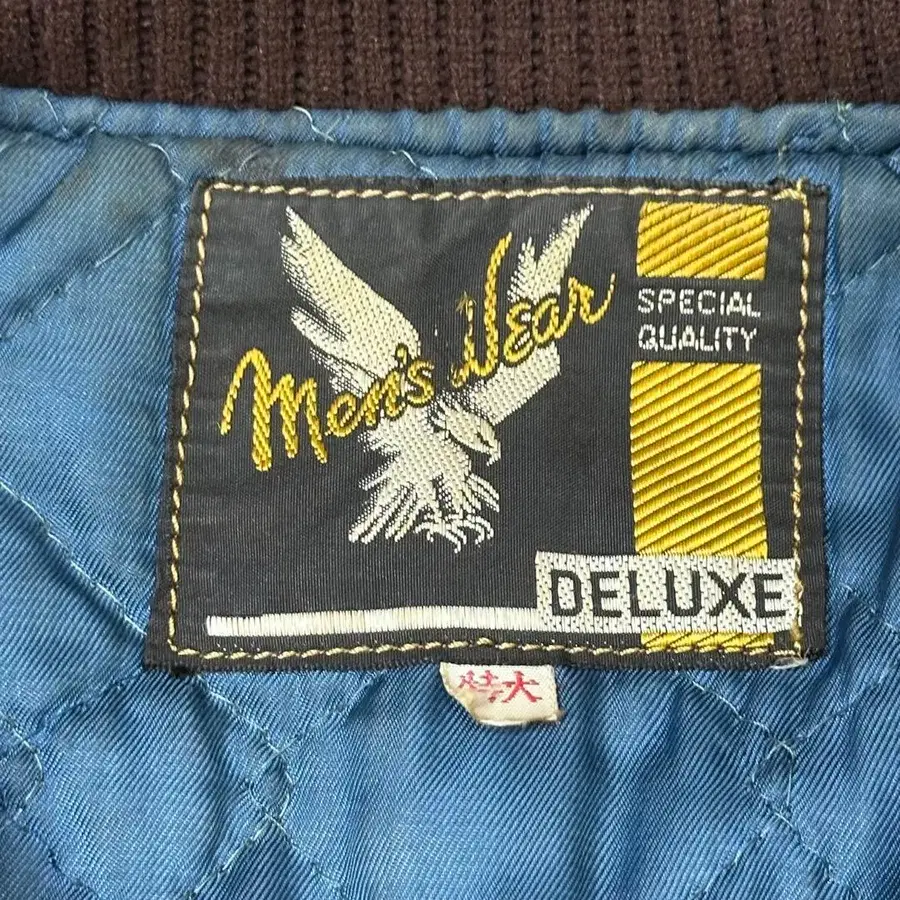 Men's Wear
SPECIAL
QUALITY
DELUXE
特大